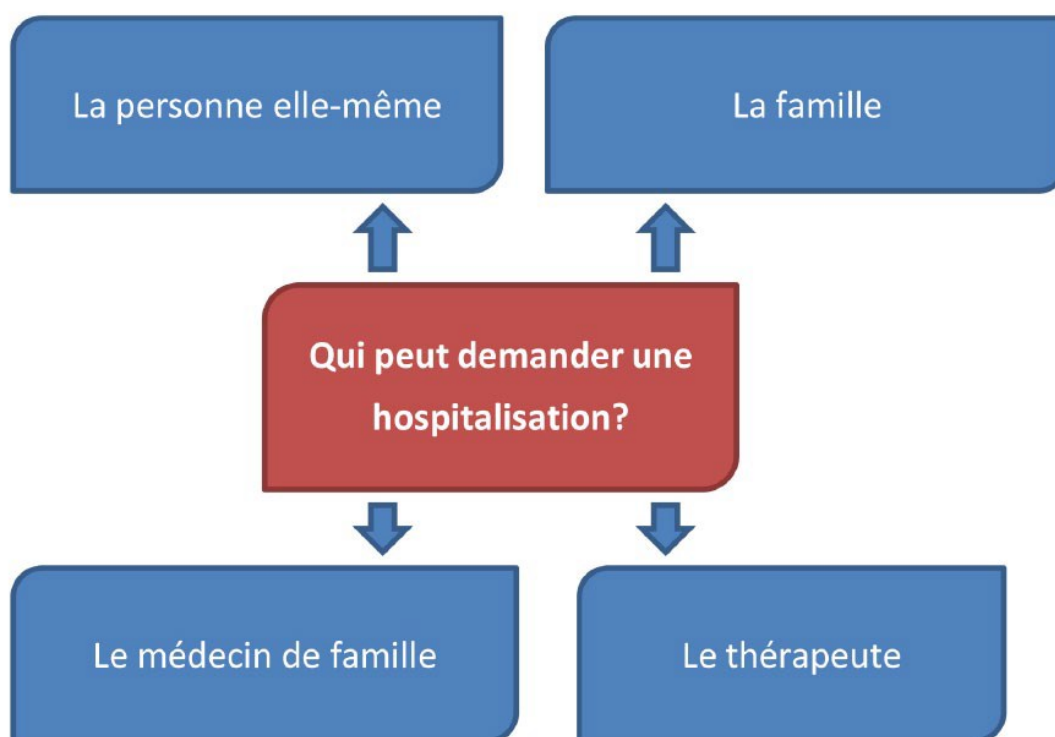 La personne elle-même
La famille
Qui peut demander une
hospitalisation?
Le médecin de famille
Le thérapeute